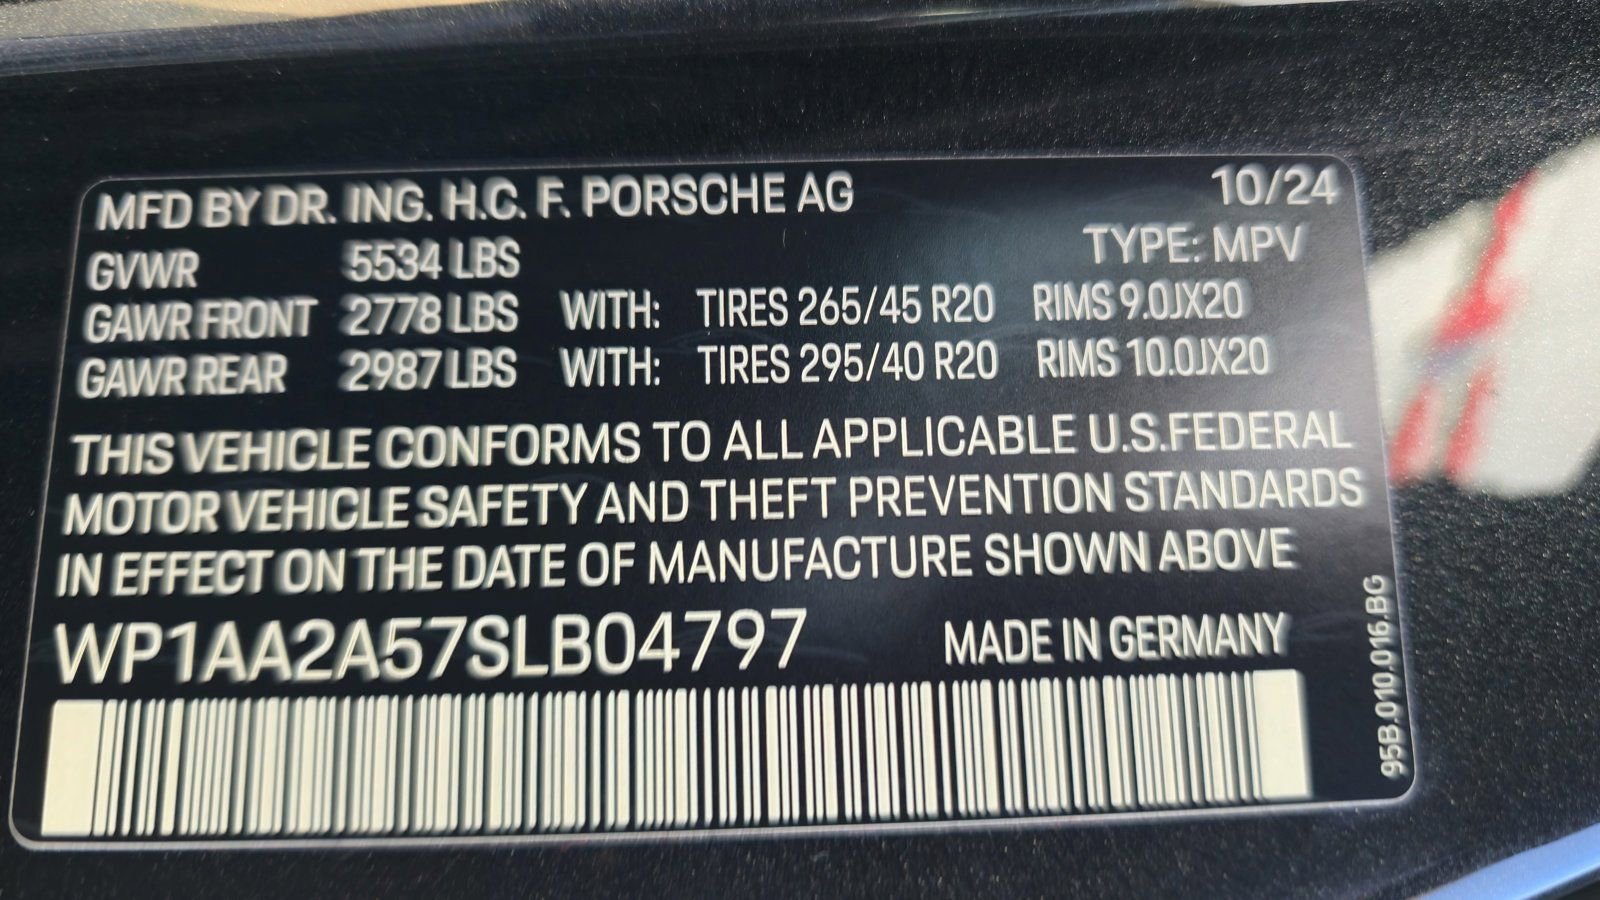 MFD BY DR. ING. H.C. F. PORSCHE AG 10/24
GVWR 5534 LBS TYPE: MPV
GAWR FRONT 2778 LBS WITH: TIRES 265/45 R20 RIMS 9.0JX20
GAWR REAR 2987 LBS WITH: TIRES 295/40 R20 RIMS 10.0JX20
THIS VEHICLE CONFORMS TO ALL APPLICABLE U.S.FEDERAL
MOTOR VEHICLE SAFETY AND THEFT PREVENTION STANDARDS
IN EFFECT ON THE DATE OF MANUFACTURE SHOWN ABOVE
WP1AA2A57SLB04797 MADE IN GERMANY
95B.010.016.BG